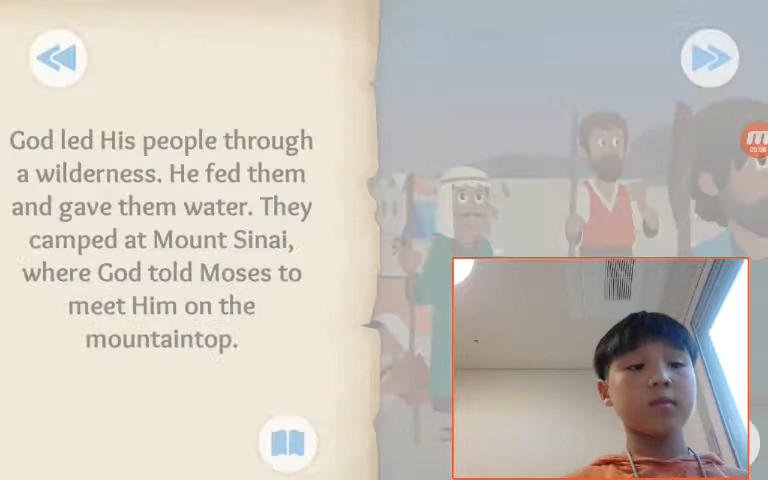 God led His people through
a wilderness. He fed them
and gave them water. They
camped at Mount Sinai,
where God told Moses to
meet Him on the
mountaintop.